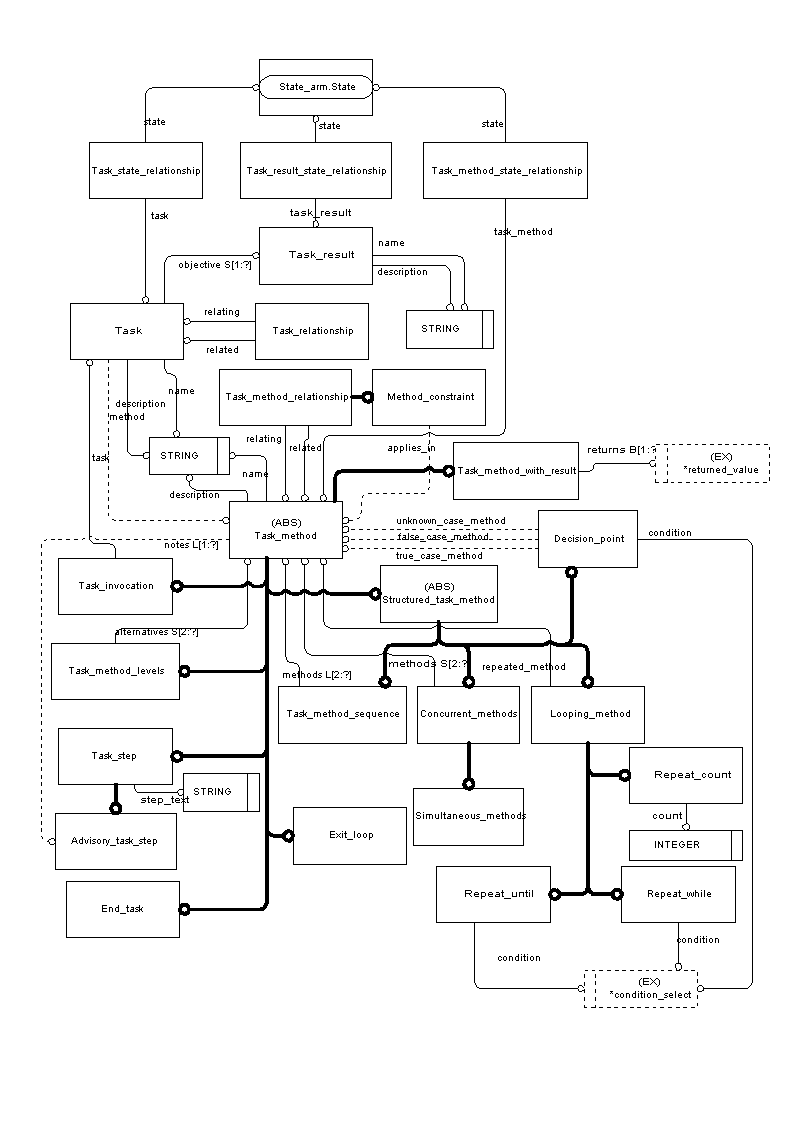 State_arm.State
state
state
state
Task_state_relationship
Task_result_state_relationship
Task_method_state_relationship
task
task_result
task_method
name
Task_result
objective S[1:?]
description
relating
Task
Task_relationship
STRING
related
name
Task_method_relationship
Method_constraint
description
method
relating
related
applies_in
task
STRING
name
returns B[1:?
(EX)
*returned_value
Task_method_with_result
description
(ABS)
Task_method
unknown_case_method
false_case_method
true_case_method
Decision_point
condition
notes L[1:?]
Task_invocation
(ABS)
Structured_task_method
alternatives S[2:?]
Task_method_levels
methods L[2:?]
methods S[2:?
repeated_method
Task_method_sequence
Concurrent_methods
Looping_method
Task_step
step_text
STRING
Repeat_count
count
Simultaneous_methods
Advisory_task_step
Exit_loop
INTEGER
End_task
Repeat_until
Repeat_while
condition
condition
(EX)
*condition_select